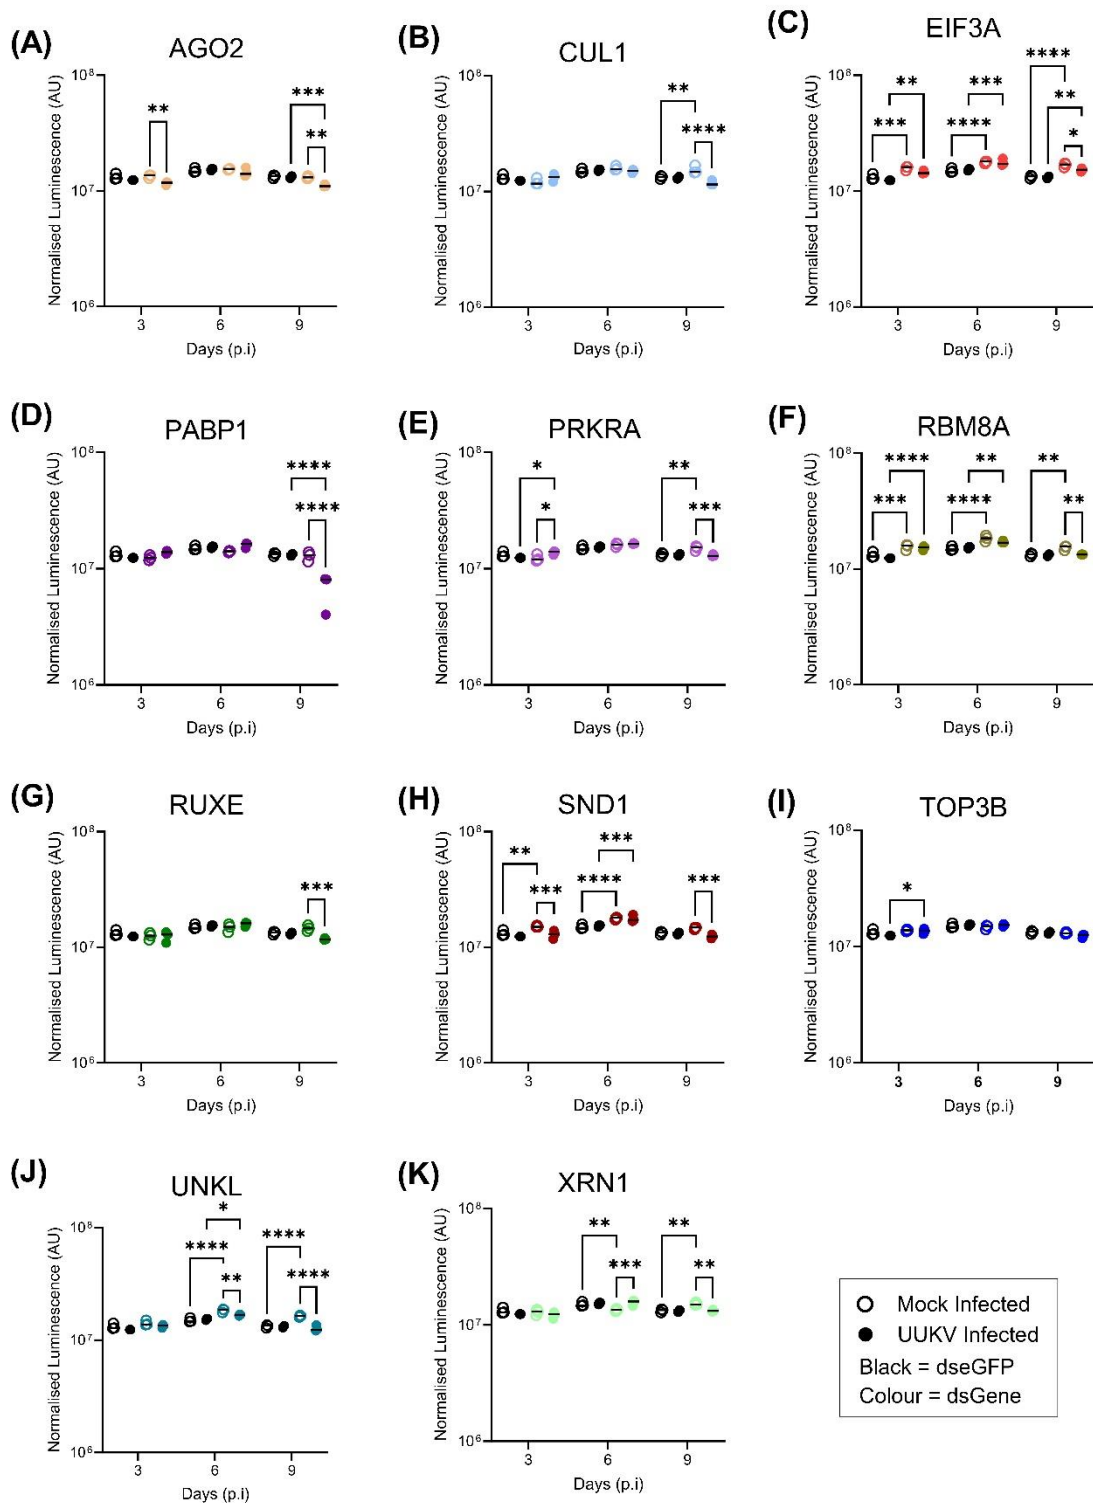 (A)
AGO2
Normalised Luminescence (AU)
10⁸
10⁷
10⁶
**
***
**
3 6 9
Days (p.i)
(B)
CUL1
Normalised Luminescence (AU)
10⁸
10⁷
10⁶
**
****
3 6 9
Days (p.i)
(C)
EIF3A
Normalised Luminescence (AU)
10⁸
10⁷
10⁶
****
** ***
**
*** ****
*
3 6 9
Days (p.i)
(D)
PABP1
Normalised Luminescence (AU)
10⁸
10⁷
10⁶
****
****
3 6 9
Days (p.i)
(E)
PRKRA
Normalised Luminescence (AU)
10⁸
10⁷
10⁶
* **
* ***
3 6 9
Days (p.i)
(F)
RBM8A
Normalised Luminescence (AU)
10⁸
10⁷
10⁶
**** ** **
*** **** **
3 6 9
Days (p.i)
(G)
RUXE
Normalised Luminescence (AU)
10⁸
10⁷
10⁶
***
3 6 9
Days (p.i)
(H)
SND1
Normalised Luminescence (AU)
10⁸
10⁷
10⁶
***
**
*** **** ***
3 6 9
Days (p.i)
(I)
TOP3B
Normalised Luminescence (AU)
10⁸
10⁷
10⁶
*
3 6 9
Days (p.i)
(J)
UNKL
Normalised Luminescence (AU)
10⁸
10⁷
10⁶
*
**** ****
** ****
3 6 9
Days (p.i)
(K)
XRN1
Normalised Luminescence (AU)
10⁸
10⁷
10⁶
** **
*** **
3 6 9
Days (p.i)
Mock Infected
UUKV Infected
Black = dseGFP
Colour = dsGene